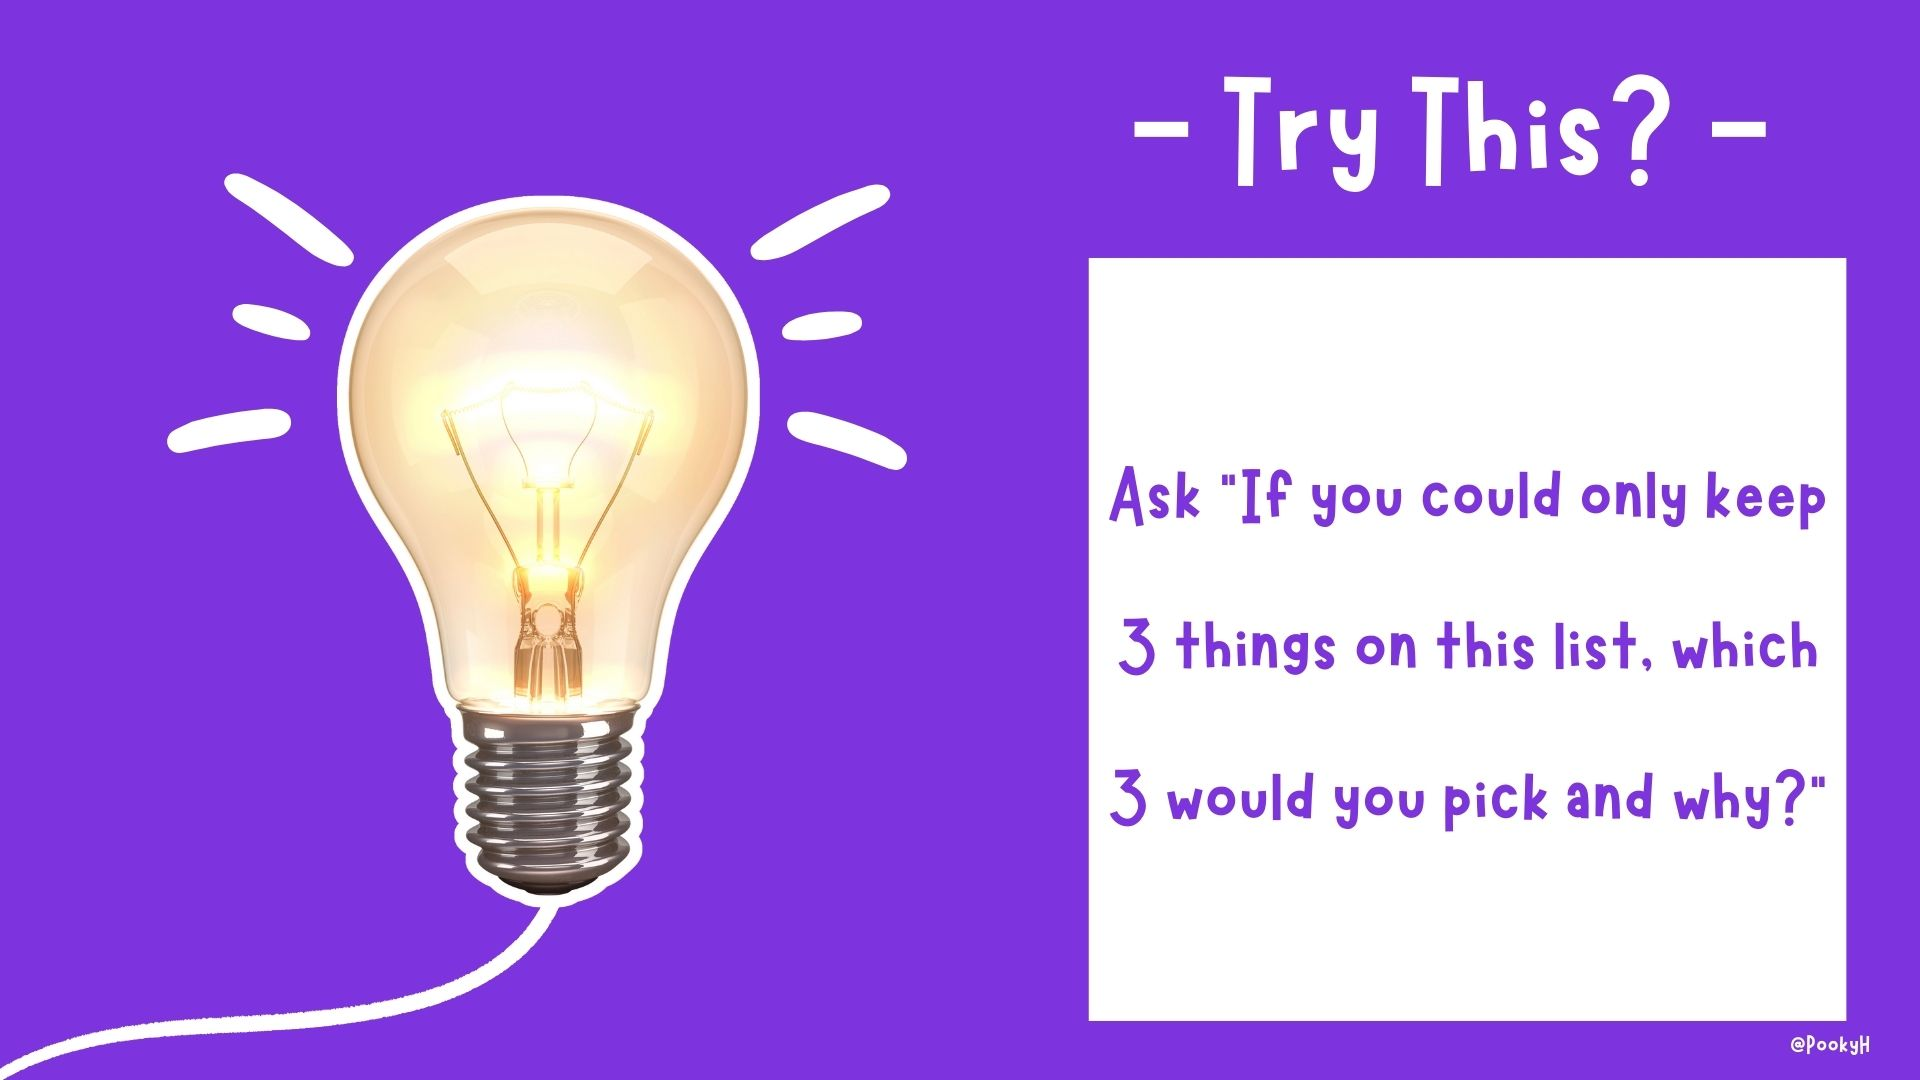 - Try This? -
Ask "If you could only keep
3 things on this list, which
3 would you pick and why?"
@PookyH